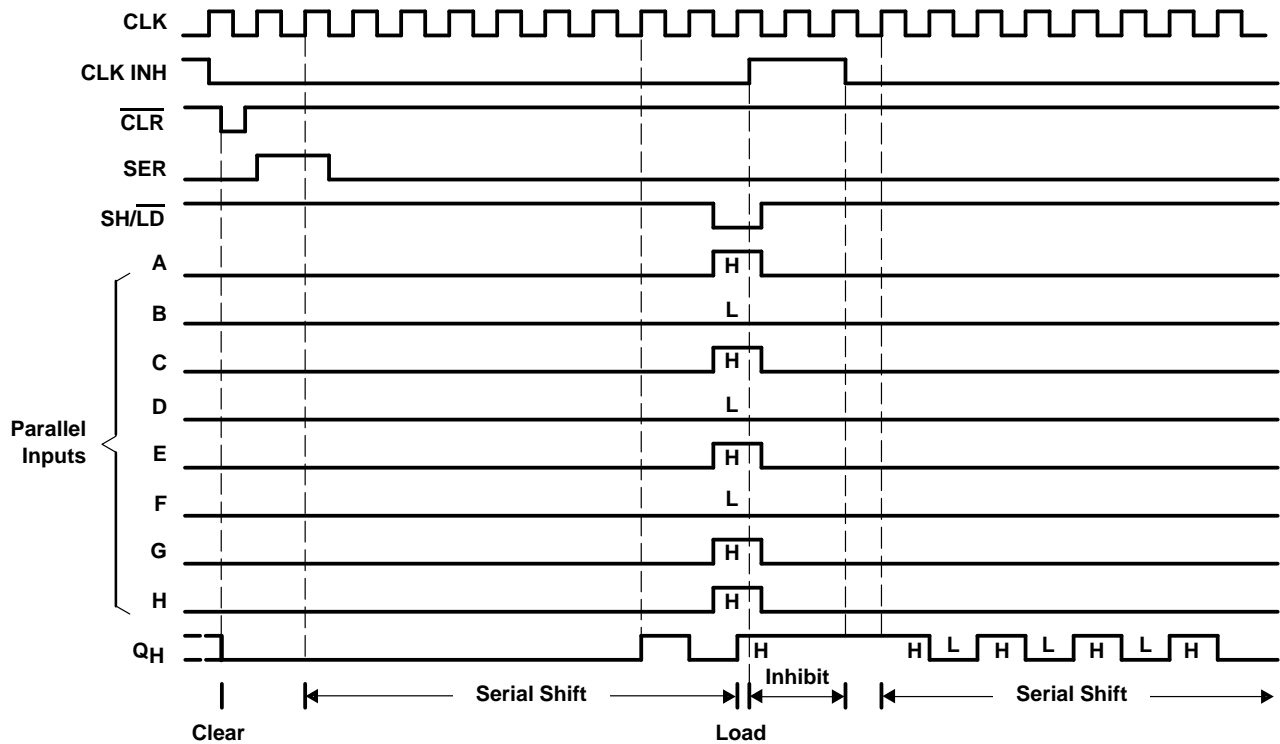 CLK
CLK INH
CLR
SER
SH/LD
A H
B L
C H
D L
Parallel
Inputs
E H
F L
G H
H H
QH H H L H L H L H
Serial Shift Inhibit Serial Shift
Clear Load